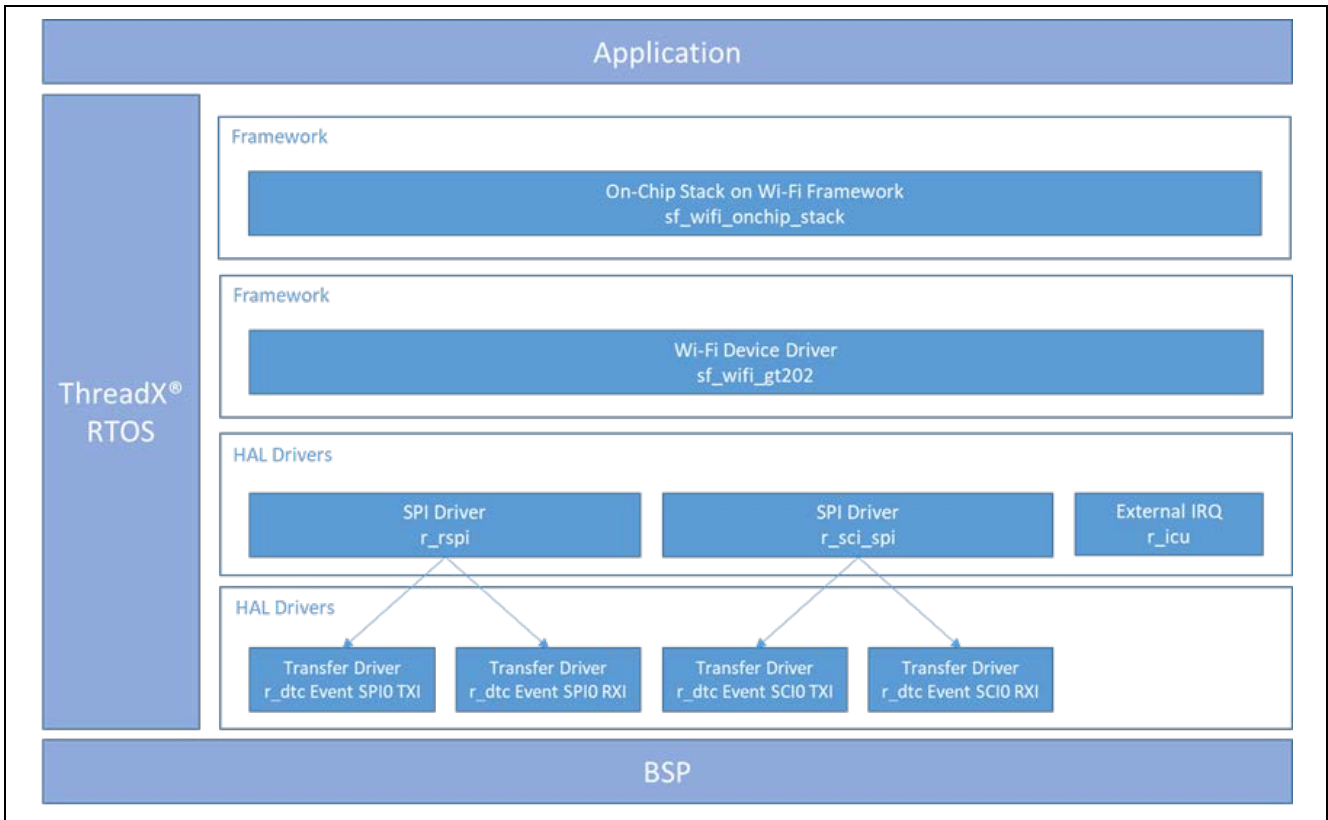 Application
ThreadX®
RTOS
Framework
On-Chip Stack on Wi-Fi Framework
sf_wifi_onchip_stack
Framework
Wi-Fi Device Driver
sf_wifi_gt202
HAL Drivers
SPI Driver
r_rspi
SPI Driver
r_sci_spi
External IRQ
r_icu
HAL Drivers
Transfer Driver
r_dtc Event SPI0 TXI
Transfer Driver
r_dtc Event SPI0 RXI
Transfer Driver
r_dtc Event SCI0 TXI
Transfer Driver
r_dtc Event SCI0 RXI
BSP